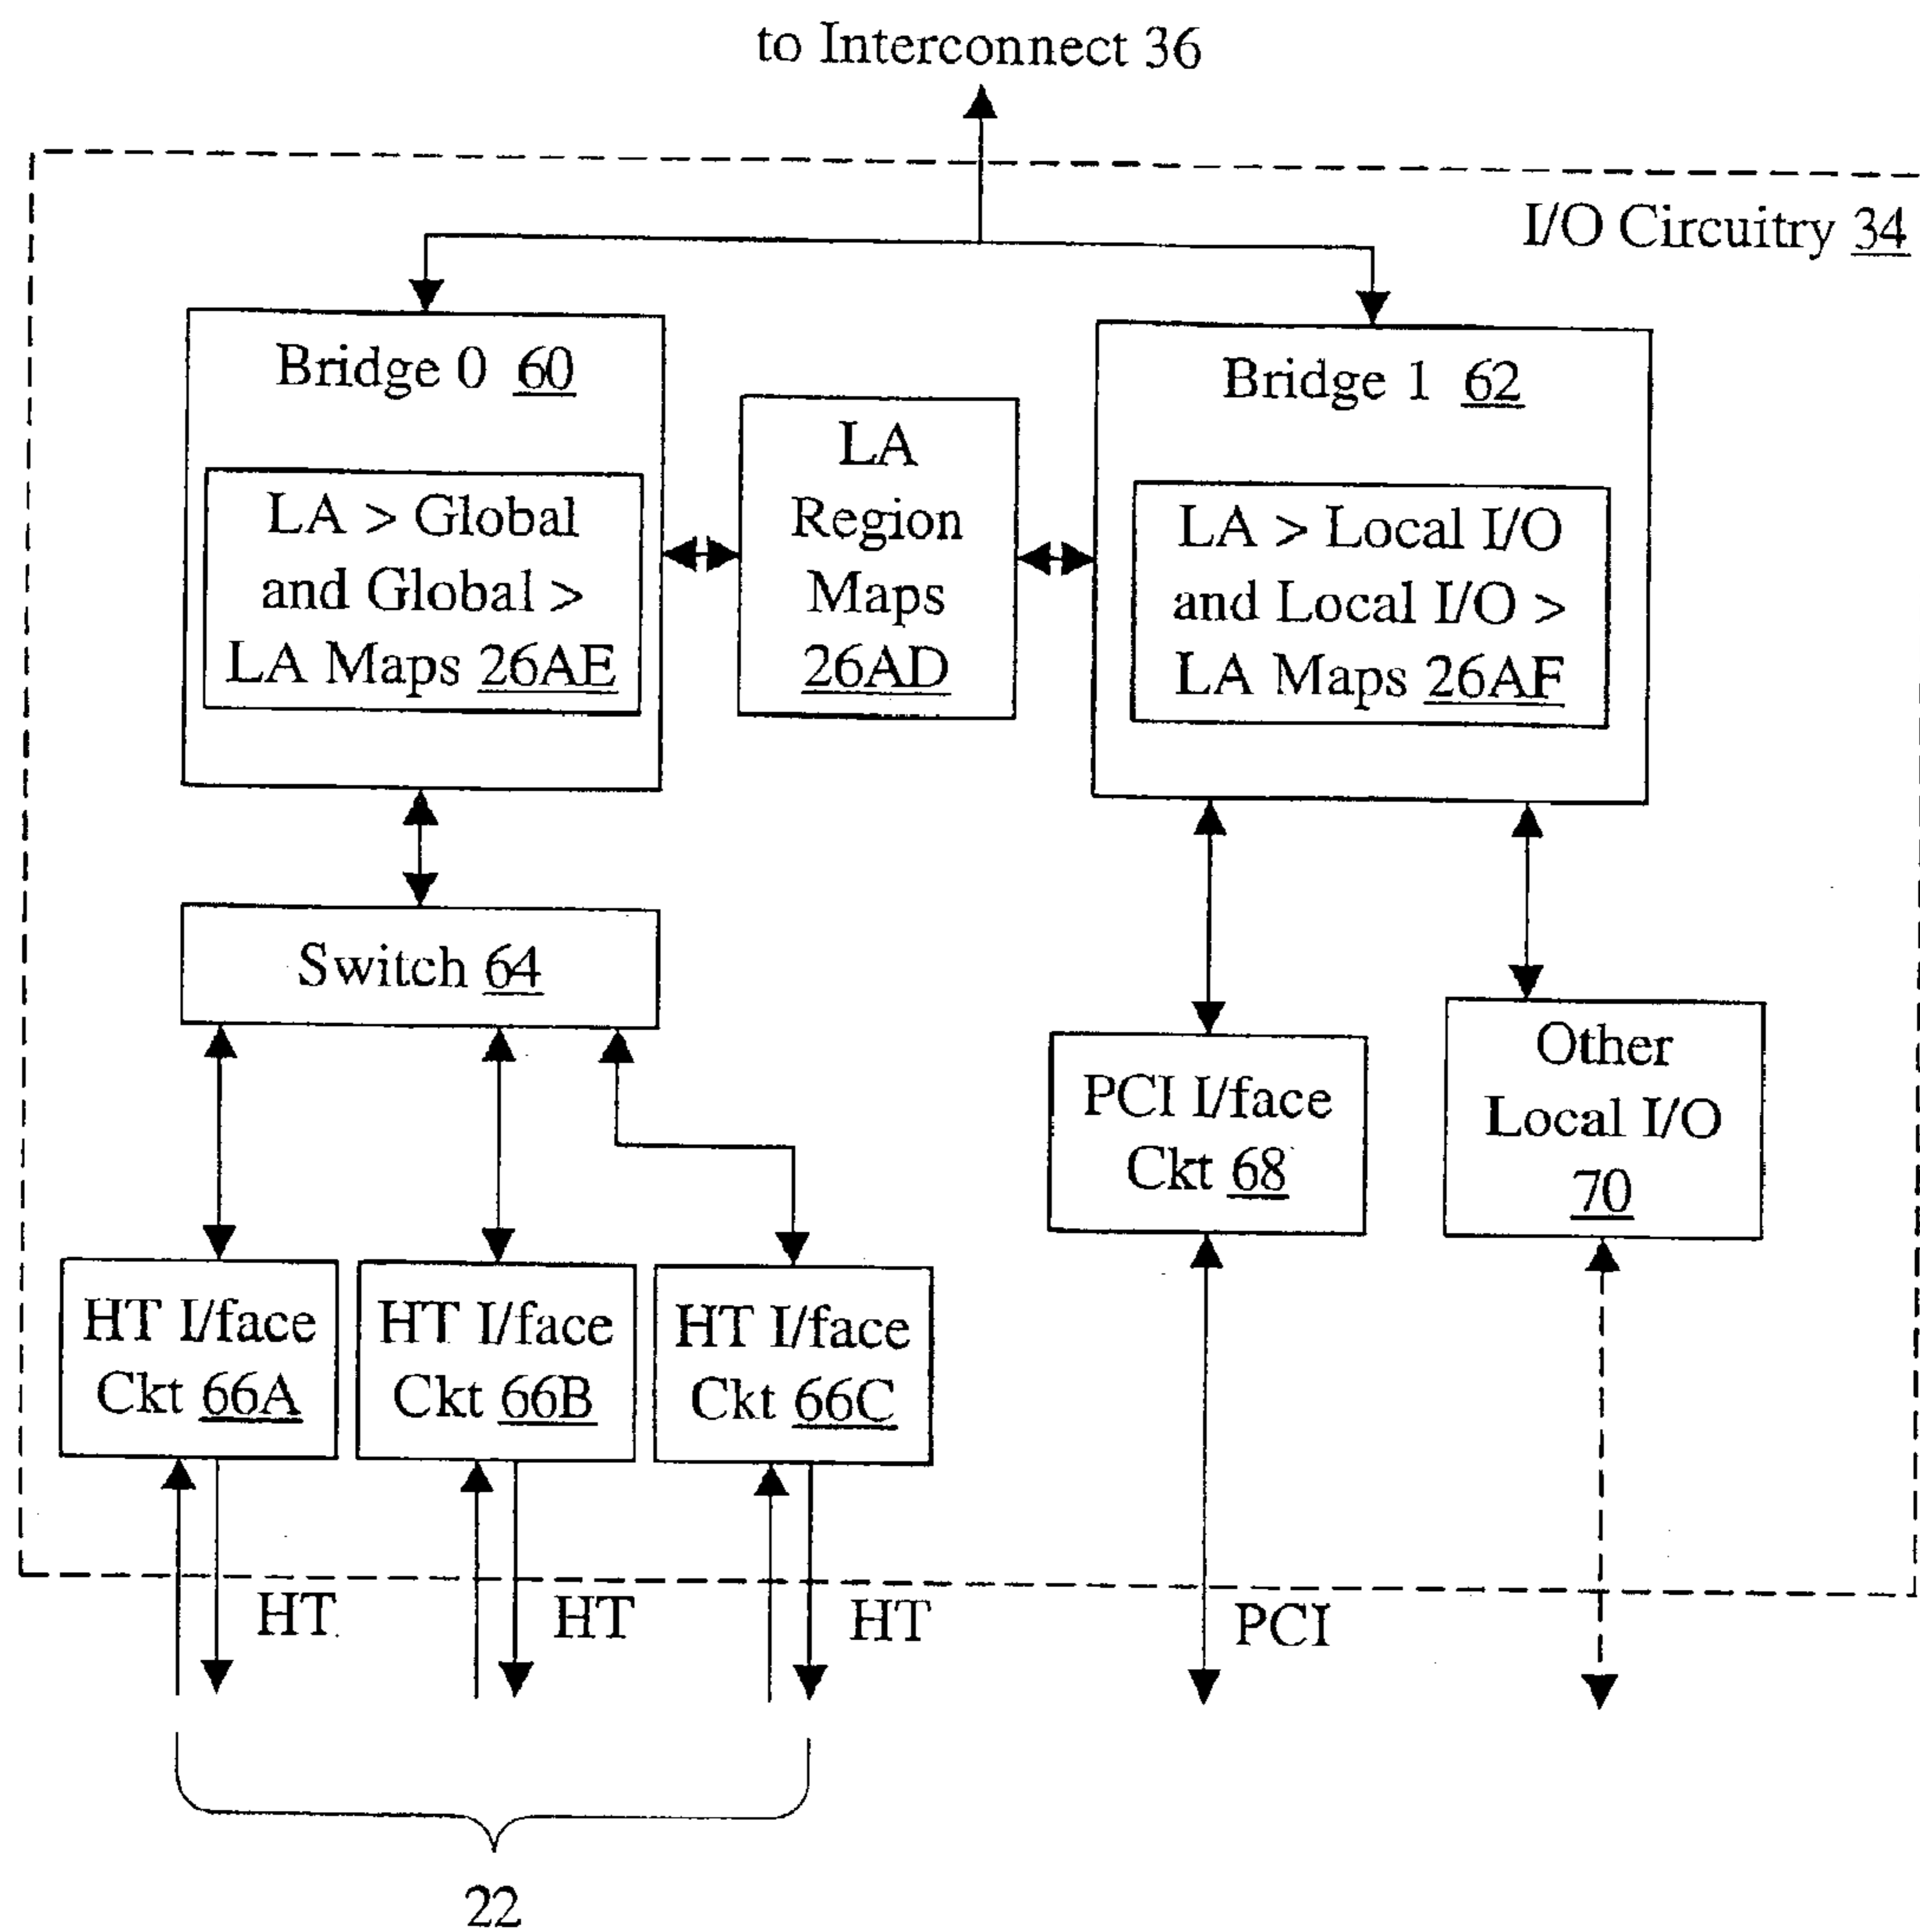 to Interconnect 36
I/O Circuitry 34
Bridge 0 60
LA > Global
and Global >
LA Maps 26AE
LA
Region
Maps
26AD
Bridge 1 62
LA > Local I/O
and Local I/O >
LA Maps 26AF
Switch 64
PCI I/face
Ckt 68
Other
Local I/O
70
HT I/face
Ckt 66A
HT I/face
Ckt 66B
HT I/face
Ckt 66C
HT
HT
HT
PCI
22